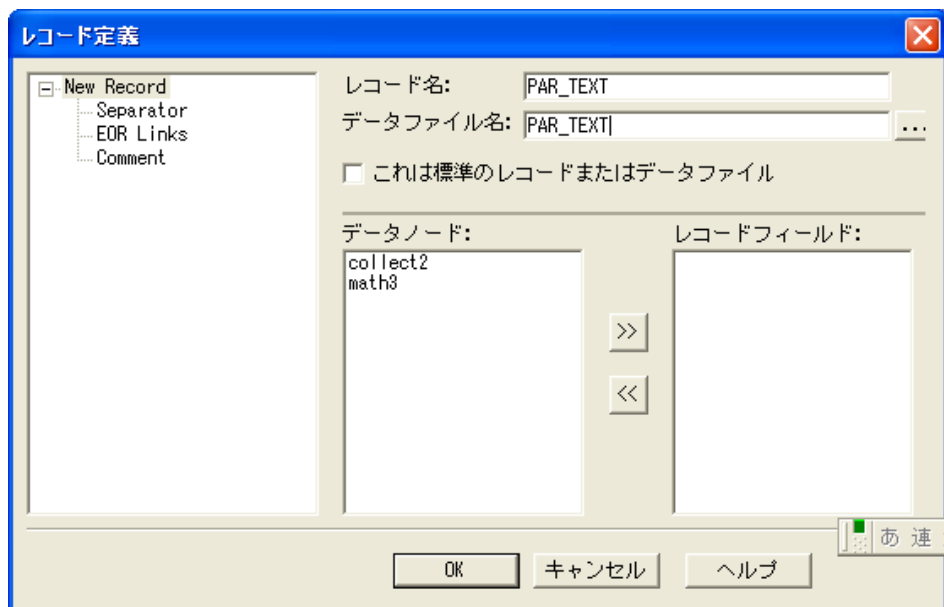 レコード定義
New Record
Separator
EOR Links
Comment
レコード名: PAR_TEXT
データファイル名: PAR_TEXT ...
これは標準のレコードまたはデータファイル
データノード:
collect2
math3
レコードフィールド:
>>
<<
OK キャンセル ヘルプ
あ 連